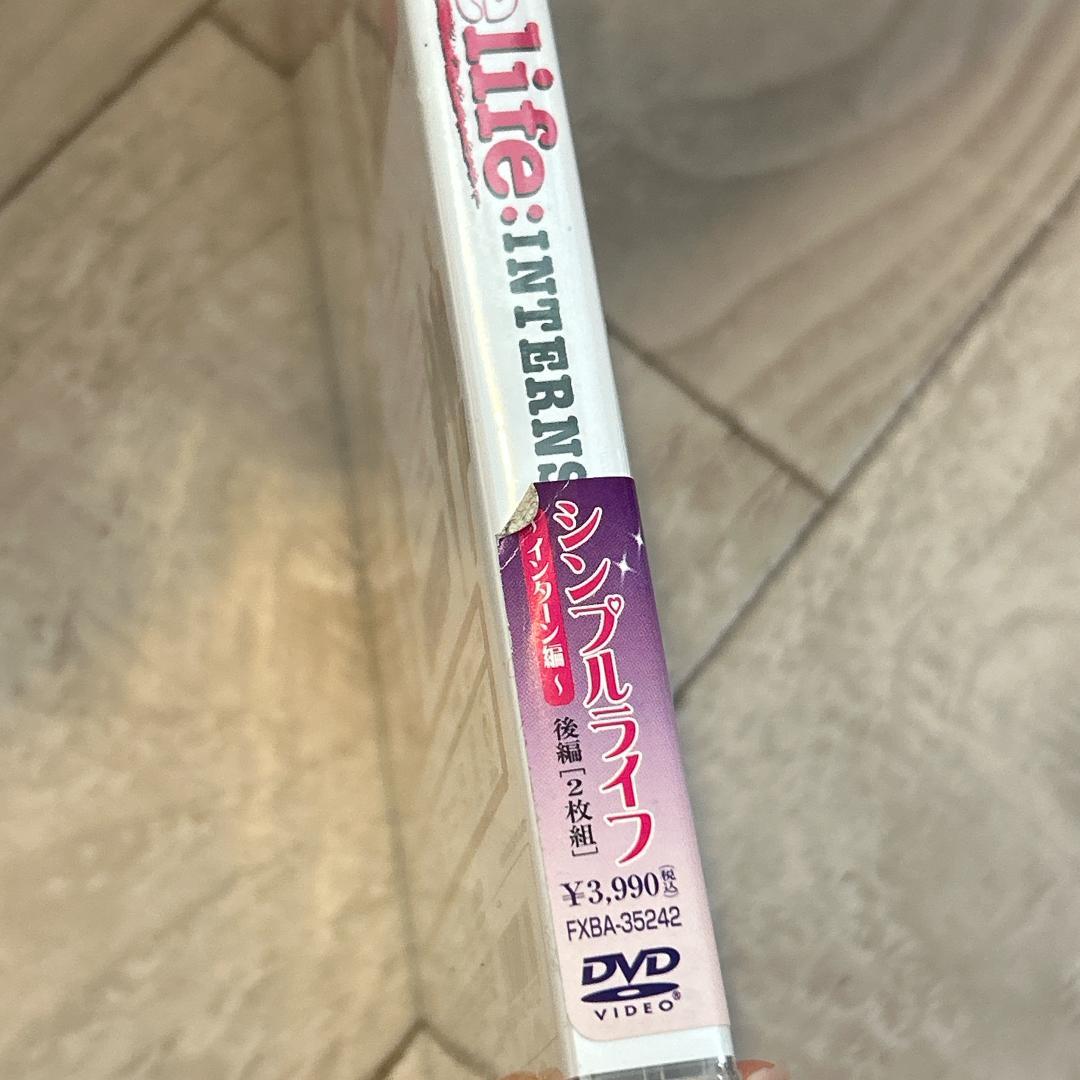 elife:INTERNS
シンプルライフ
～インターン編～
後編[2枚組]
¥3,990(税込)
FXBA-35242
DVD
VIDEO®